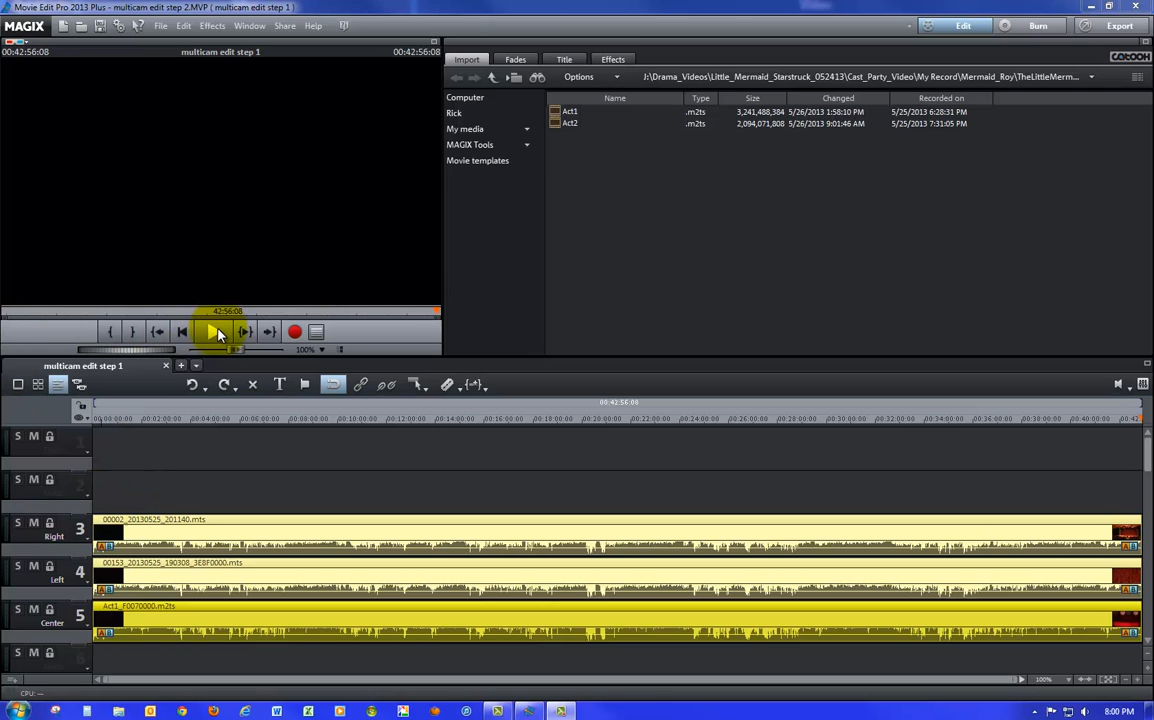 Movie Edit Pro 2013 Plus - multicam edit step 2.MVP ( multicam edit step 1 )
MAGIX File Edit Effects Window Share Help Edit Burn Export
00:42:56:08 multicam edit step 1 00:42:56:08
Import Fades Title Effects
Options J:\Drama_Videos\Little_Mermaid_Starstruck_052413\Cast_Party_Video\My Record\Mermaid_Roy\TheLittleMerm...
Computer
Rick
My media
MAGIX Tools
Movie templates
Name Type Size Changed Recorded on
Act1 .m2ts 3,241,488,384 5/26/2013 1:58:10 PM 5/25/2013 6:28:31 PM
Act2 .m2ts 2,094,071,808 5/26/2013 9:01:46 AM 5/25/2013 7:31:05 PM
42:56:08
100%
multicam edit step 1
00:42:56:08
00:00:00:00 00:02:00:00 00:04:00:00 00:06:00:00 00:08:00:00 00:10:00:00 00:12:00:00 00:14:00:00 00:16:00:00 00:18:00:00 00:20:00:00 00:22:00:00 00:24:00:00 00:26:00:00 00:28:00:00 00:30:00:00 00:32:00:00 00:34:00:00 00:36:00:00 00:38:00:00 00:40:00:00 00:42
S M 1
S M 2
S M 3 Right
00002_20130525_201140.mts
S M 4 Left
00153_20130525_190308_3E8F0000.mts
S M 5 Center
Act1_F0070000.m2ts
S M 6
100%
CPU: ---
8:00 PM